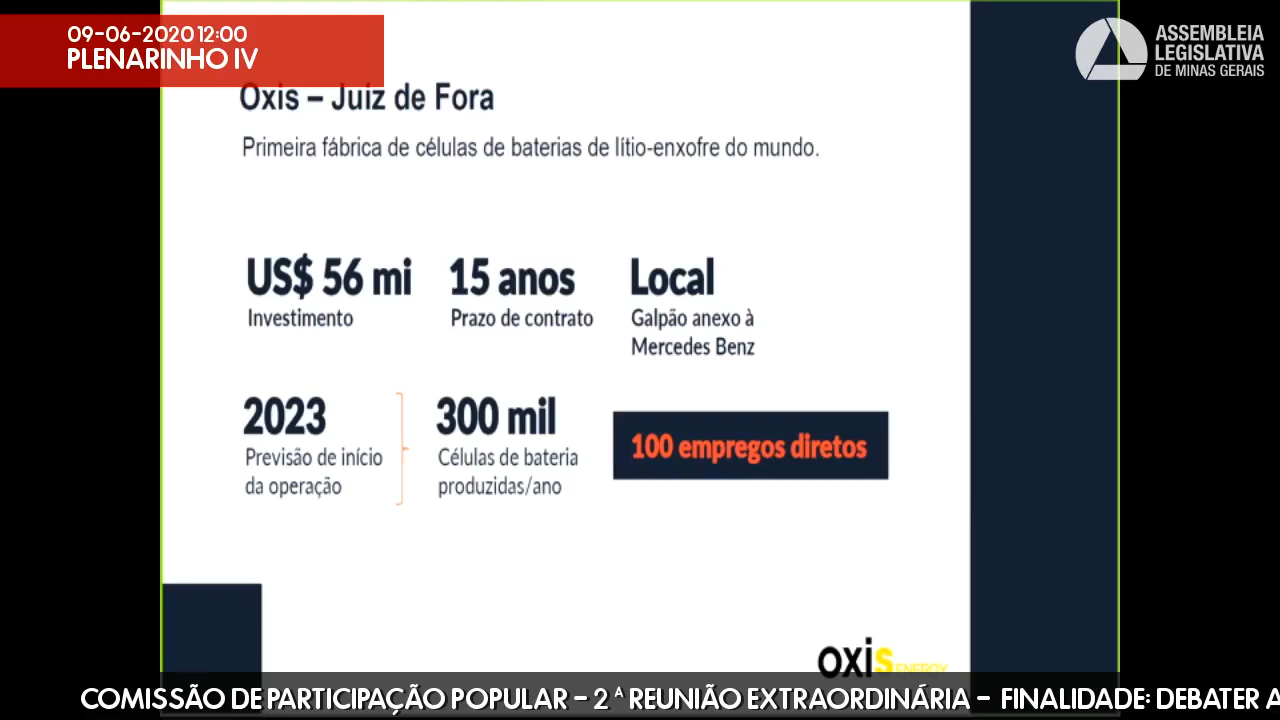 09-06-2020 12:00
PLENARINHO IV
ASSEMBLEIA
LEGISLATIVA
DE MINAS GERAIS
Oxis – Juiz de Fora
Primeira fábrica de células de baterias de lítio-enxofre do mundo.
US$ 56 mi
Investimento
15 anos
Prazo de contrato
Local
Galpão anexo à
Mercedes Benz
2023
Previsão de início
da operação
300 mil
Células de bateria
produzidas/ano
100 empregos diretos
oxis ENERGY
COMISSÃO DE PARTICIPAÇÃO POPULAR – 2ª REUNIÃO EXTRAORDINÁRIA – FINALIDADE: DEBATER A